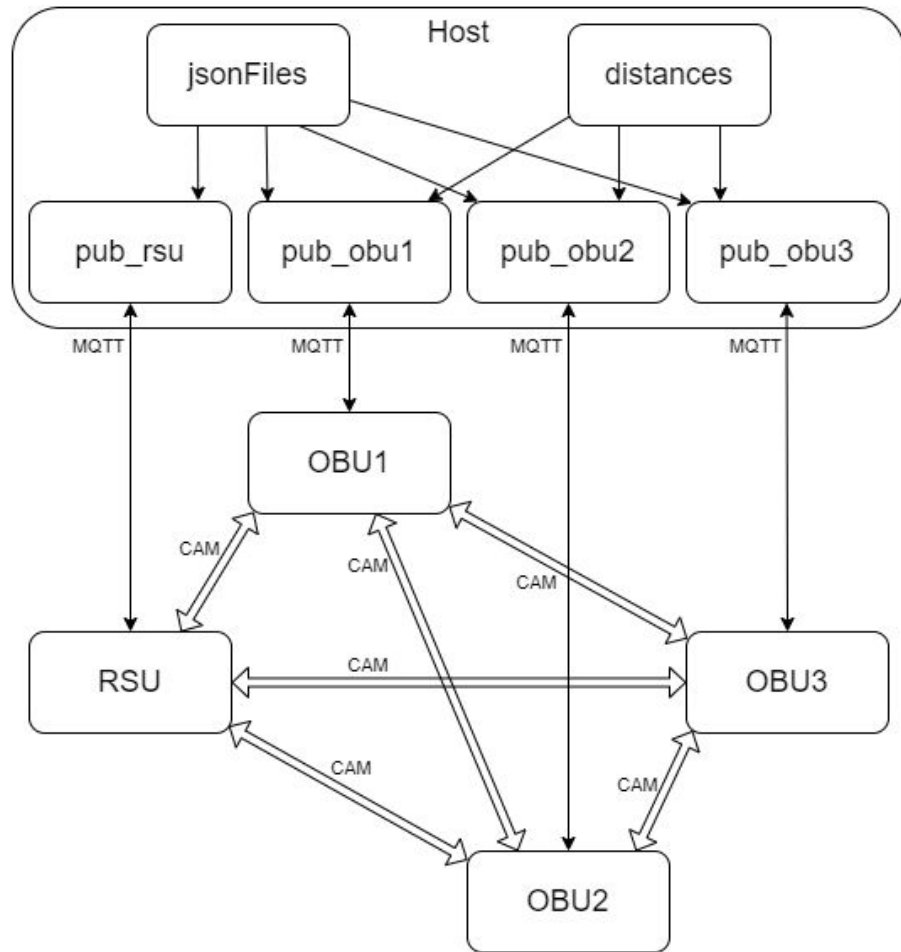 Host
jsonFiles
distances
pub_rsu
pub_obu1
pub_obu2
pub_obu3
MQTT
MQTT
MQTT
MQTT
OBU1
CAM
CAM
CAM
RSU
CAM
OBU3
CAM
CAM
OBU2